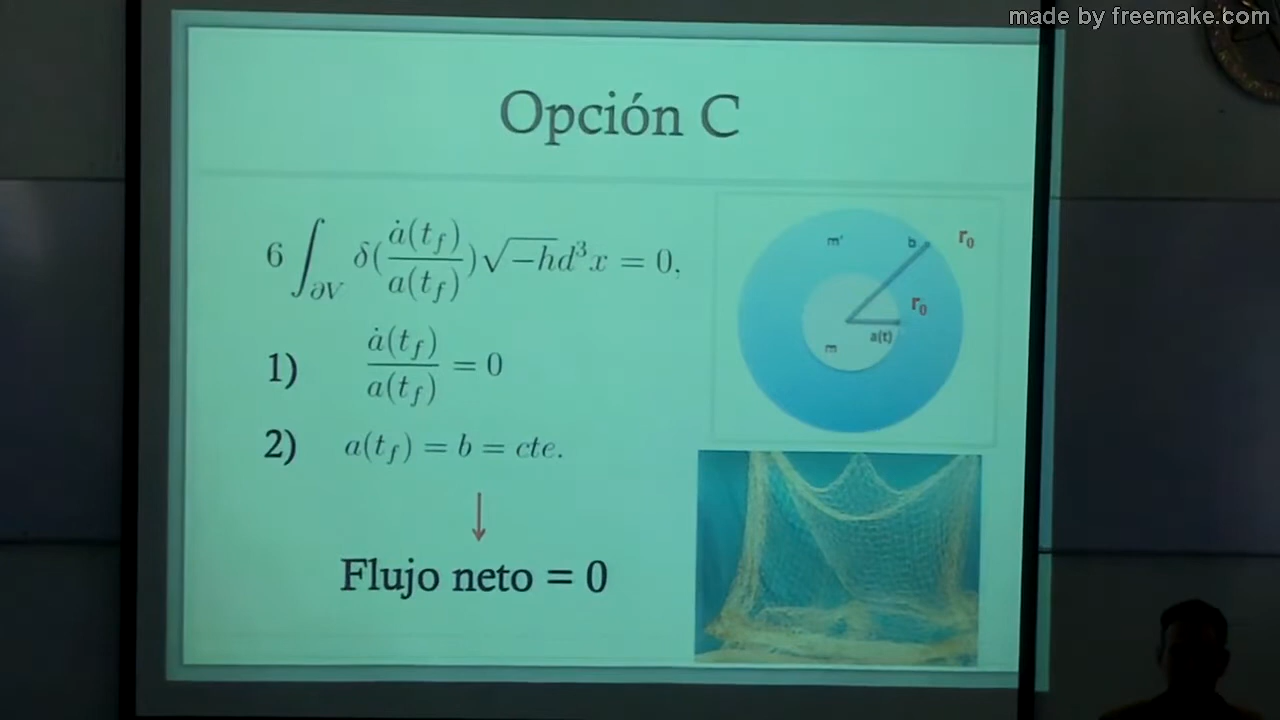 made by freemake.com
Opción C
6 ∫∂V δ(ȧ(t_f)/a(t_f))√−h d³x = 0,
1) ȧ(t_f)/a(t_f) = 0
2) a(t_f) = b = cte.
Flujo neto = 0
m' b r₀
r₀
a(t)
m